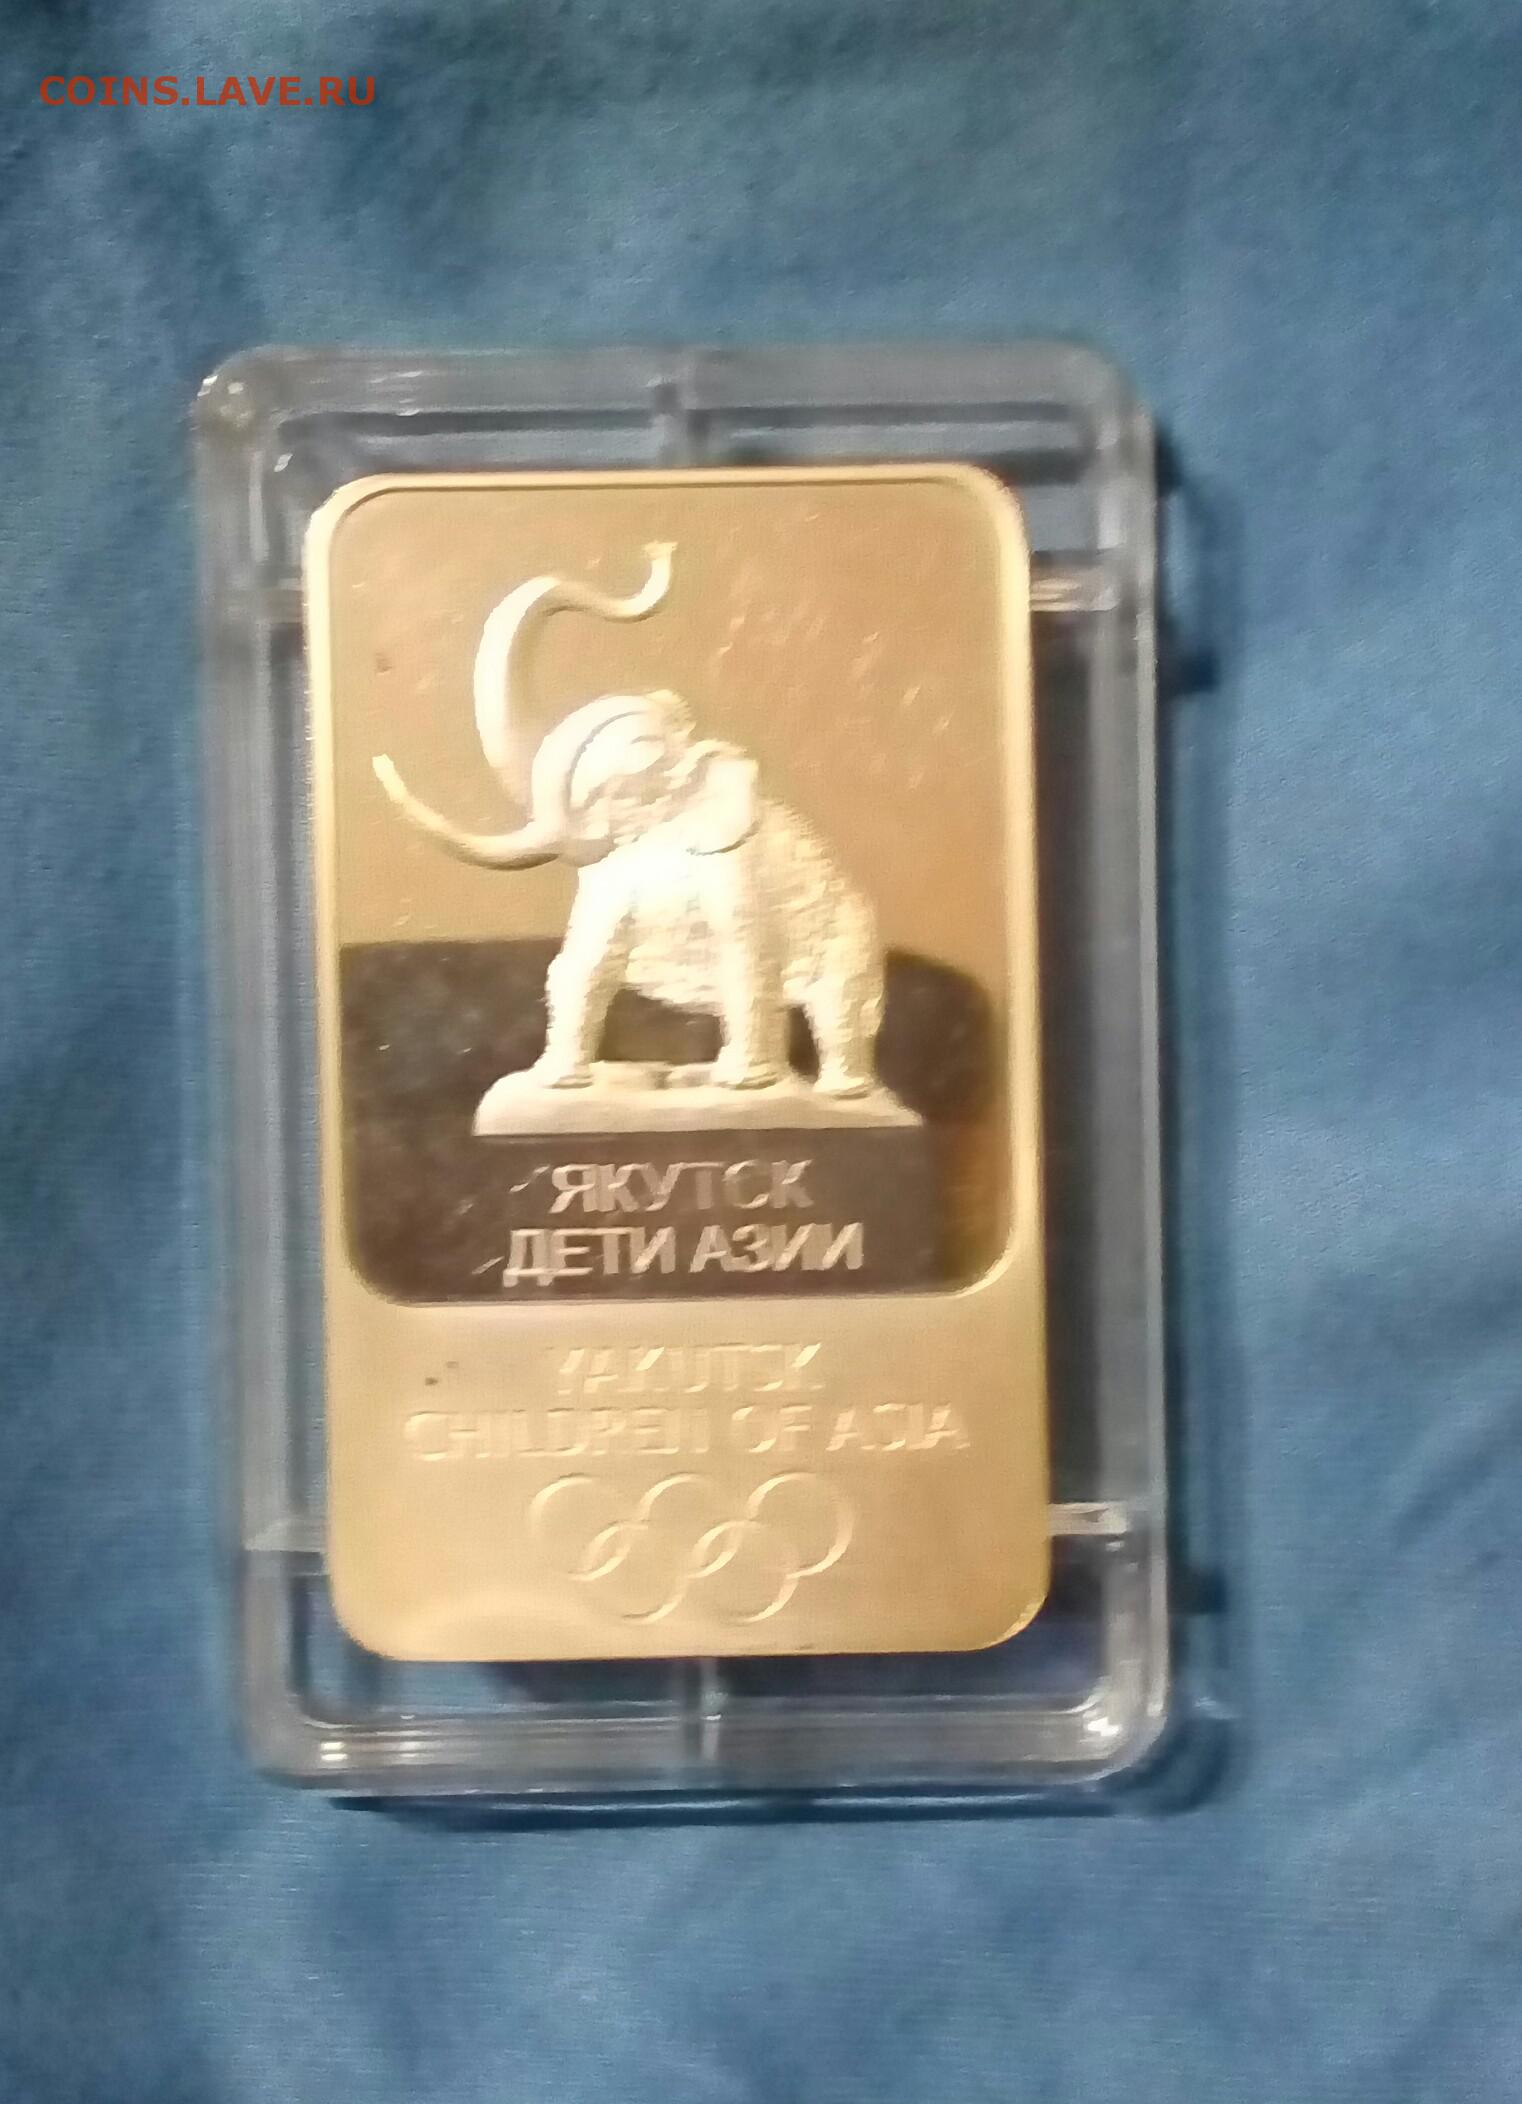 COINS.LAVE.RU
ЯКУТСК
ДЕТИ АЗИИ
YAKUTSK
CHILDREN OF ASIA